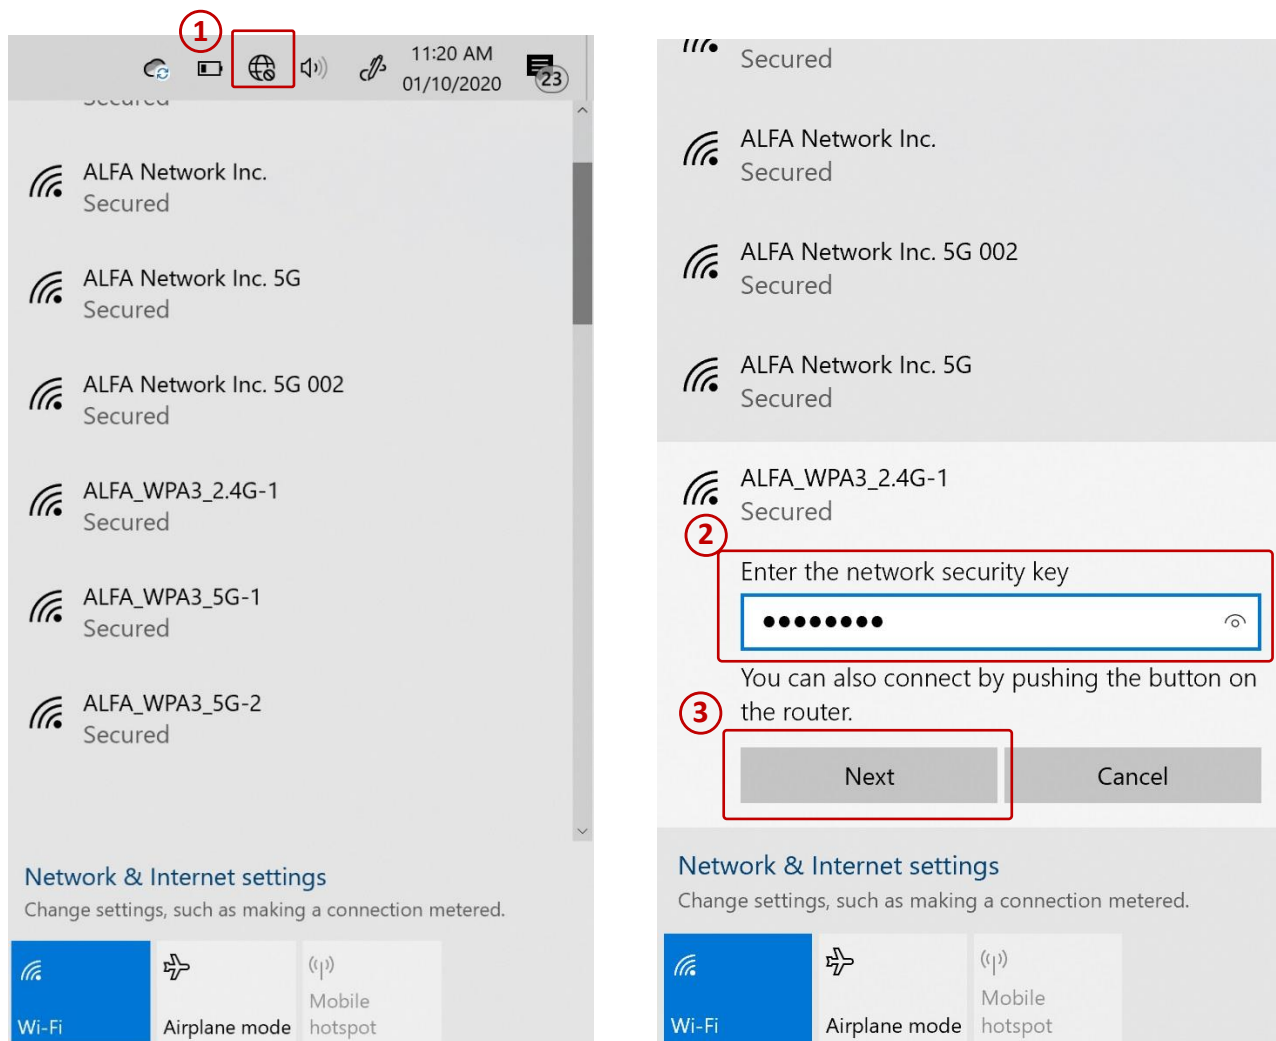 1
11:20 AM
01/10/2020
23
Secured
ALFA Network Inc.
Secured
ALFA Network Inc. 5G
Secured
ALFA Network Inc. 5G 002
Secured
ALFA_WPA3_2.4G-1
Secured
ALFA_WPA3_5G-1
Secured
ALFA_WPA3_5G-2
Secured
Network & Internet settings
Change settings, such as making a connection metered.
Wi-Fi
Airplane mode
Mobile
hotspot
Secured
ALFA Network Inc.
Secured
ALFA Network Inc. 5G 002
Secured
ALFA Network Inc. 5G
Secured
ALFA_WPA3_2.4G-1
Secured
2
Enter the network security key
●●●●●●●●
You can also connect by pushing the button on
the router.
3
Next
Cancel
Network & Internet settings
Change settings, such as making a connection metered.
Wi-Fi
Airplane mode
Mobile
hotspot